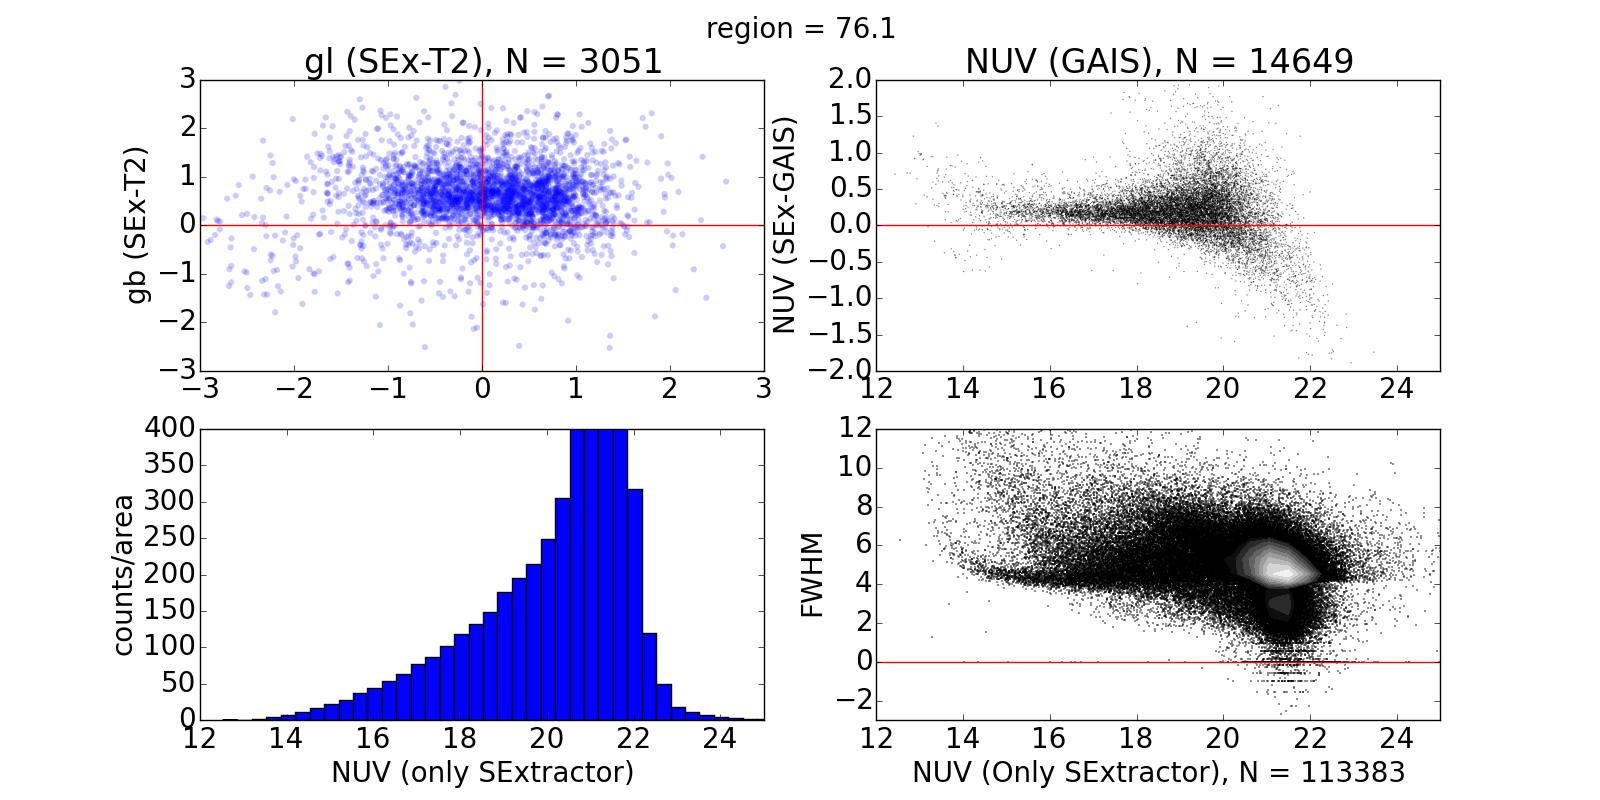 region = 76.1
gl (SEx-T2), N = 3051
NUV (GAIS), N = 14649
3
2
1
0
−1
−2
−3
gb (SEx-T2)
−3 −2 −1 0 1 2 3
2.0
1.5
1.0
0.5
0.0
−0.5
−1.0
−1.5
−2.0
NUV (SEx-GAIS)
12 14 16 18 20 22 24
400
350
300
250
200
150
100
50
0
counts/area
12 14 16 18 20 22 24
NUV (only SExtractor)
12
10
8
6
4
2
0
−2
FWHM
12 14 16 18 20 22 24
NUV (Only SExtractor), N = 113383